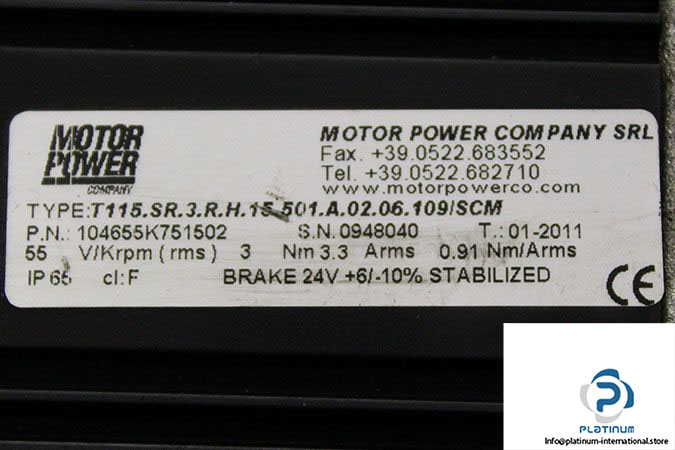 MOTOR
POWER
COMPANY
MOTOR POWER COMPANY SRL
Fax. +39.0522.683552
Tel. +39.0522.682710
www.motorpowerco.com
TYPE:T115.SR.3.R.H.15.501.A.02.06.109/SCM
P.N.: 104655K751502 S.N.0948040 T.: 01-2011
55 V/Krpm (rms) 3 Nm 3.3 Arms 0.91 Nm/Arms
IP 65 cl: F BRAKE 24V +6/-10% STABILIZED
CE
PLATINUM
Info@platinum-international.store